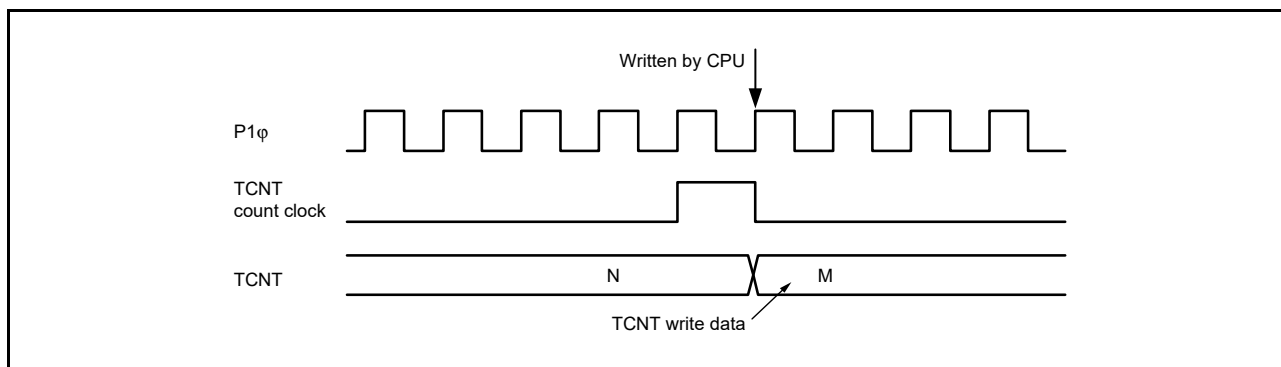 Written by CPU
P1φ
TCNT
count clock
TCNT
N
M
TCNT write data